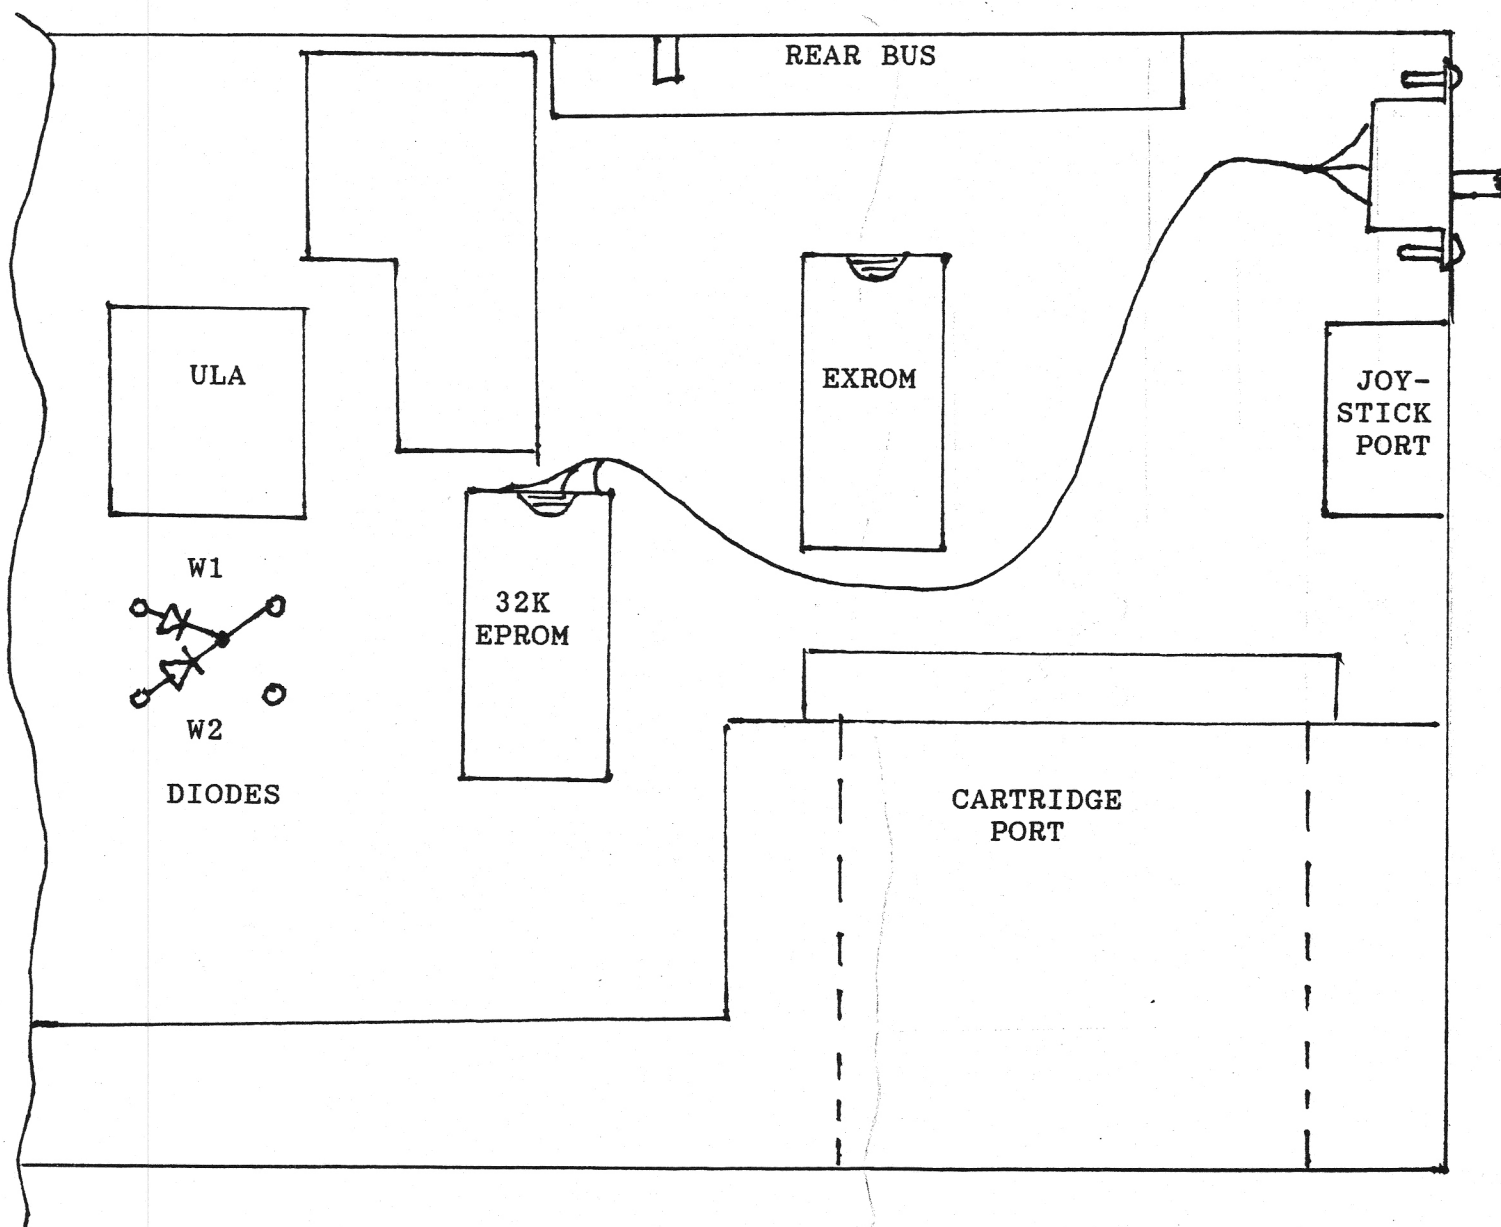 REAR BUS
ULA
EXROM
JOY-
STICK
PORT
W1
32K
EPROM
W2
DIODES
CARTRIDGE
PORT